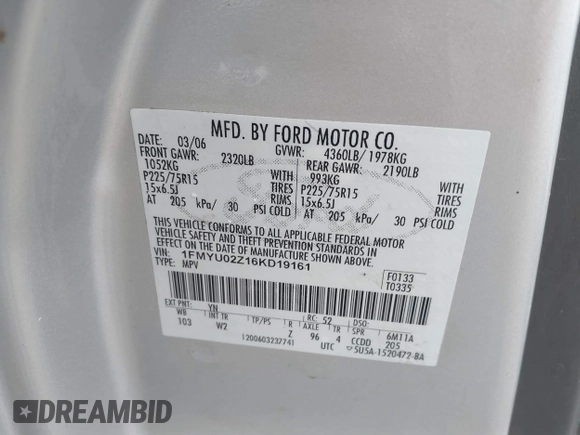 MFD. BY FORD MOTOR CO.
DATE: 03/06 GVWR: 4360LB/1978KG
FRONT GAWR: 2320LB REAR GAWR: 2190LB
1052KG WITH 993KG WITH
P225/75R15 TIRES P225/75R15 TIRES
15x6.5J RIMS 15x6.5J RIMS
AT 205 kPa/ 30 PSI COLD AT 205 kPa/ 30 PSI COLD
THIS VEHICLE CONFORMS TO ALL APPLICABLE FEDERAL MOTOR
VEHICLE SAFETY AND THEFT PREVENTION STANDARDS IN
EFFECT ON THE DATE OF MANUFACTURE SHOWN ABOVE.
VIN: 1FMYU02Z16KD19161 F0133
TYPE: MPV T0335
EXT PNT: YN RC: 52 DSO:
WB INT TR TP/PS R AXLE TR SPR 6M11A
103 W2 Z 96 4 CCDD 205
UTC 5U5A-1520472-BA
1200603237741
DREAMBID